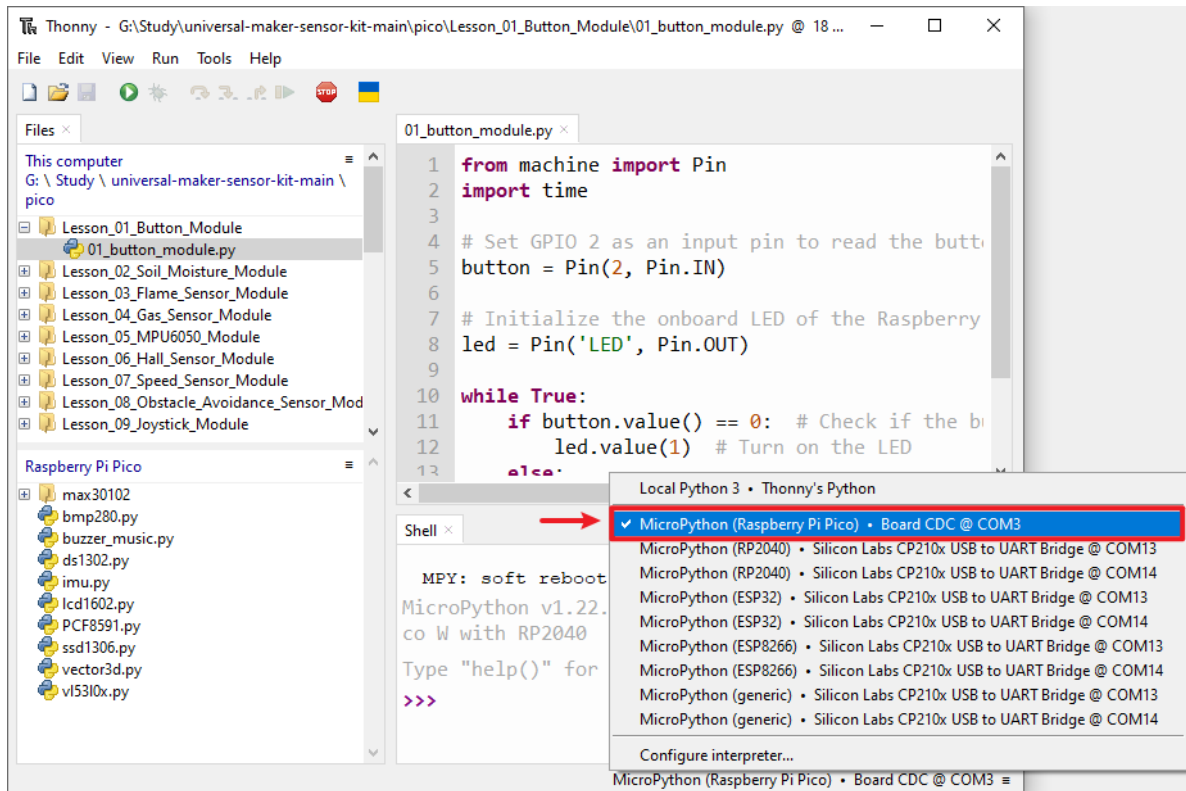 Thonny - G:\Study\universal-maker-sensor-kit-main\pico\Lesson_01_Button_Module\01_button_module.py @ 18 ...
File Edit View Run Tools Help
STOP
Files
This computer
G: \ Study \ universal-maker-sensor-kit-main \
pico
Lesson_01_Button_Module
01_button_module.py
Lesson_02_Soil_Moisture_Module
Lesson_03_Flame_Sensor_Module
Lesson_04_Gas_Sensor_Module
Lesson_05_MPU6050_Module
Lesson_06_Hall_Sensor_Module
Lesson_07_Speed_Sensor_Module
Lesson_08_Obstacle_Avoidance_Sensor_Mod
Lesson_09_Joystick_Module
Raspberry Pi Pico
max30102
bmp280.py
buzzer_music.py
ds1302.py
imu.py
lcd1602.py
PCF8591.py
ssd1306.py
vector3d.py
vl53l0x.py
01_button_module.py
1 from machine import Pin
2 import time
3
4 # Set GPIO 2 as an input pin to read the butt
5 button = Pin(2, Pin.IN)
6
7 # Initialize the onboard LED of the Raspberry
8 led = Pin('LED', Pin.OUT)
9
10 while True:
11 if button.value() == 0: # Check if the bu
12 led.value(1) # Turn on the LED
13 else:
Shell
MPY: soft reboot
MicroPython v1.22.
co W with RP2040
Type "help()" for
>>>
Local Python 3 • Thonny's Python
MicroPython (Raspberry Pi Pico) • Board CDC @ COM3
MicroPython (RP2040) • Silicon Labs CP210x USB to UART Bridge @ COM13
MicroPython (RP2040) • Silicon Labs CP210x USB to UART Bridge @ COM14
MicroPython (ESP32) • Silicon Labs CP210x USB to UART Bridge @ COM13
MicroPython (ESP32) • Silicon Labs CP210x USB to UART Bridge @ COM14
MicroPython (ESP8266) • Silicon Labs CP210x USB to UART Bridge @ COM13
MicroPython (ESP8266) • Silicon Labs CP210x USB to UART Bridge @ COM14
MicroPython (generic) • Silicon Labs CP210x USB to UART Bridge @ COM13
MicroPython (generic) • Silicon Labs CP210x USB to UART Bridge @ COM14
Configure interpreter...
MicroPython (Raspberry Pi Pico) • Board CDC @ COM3